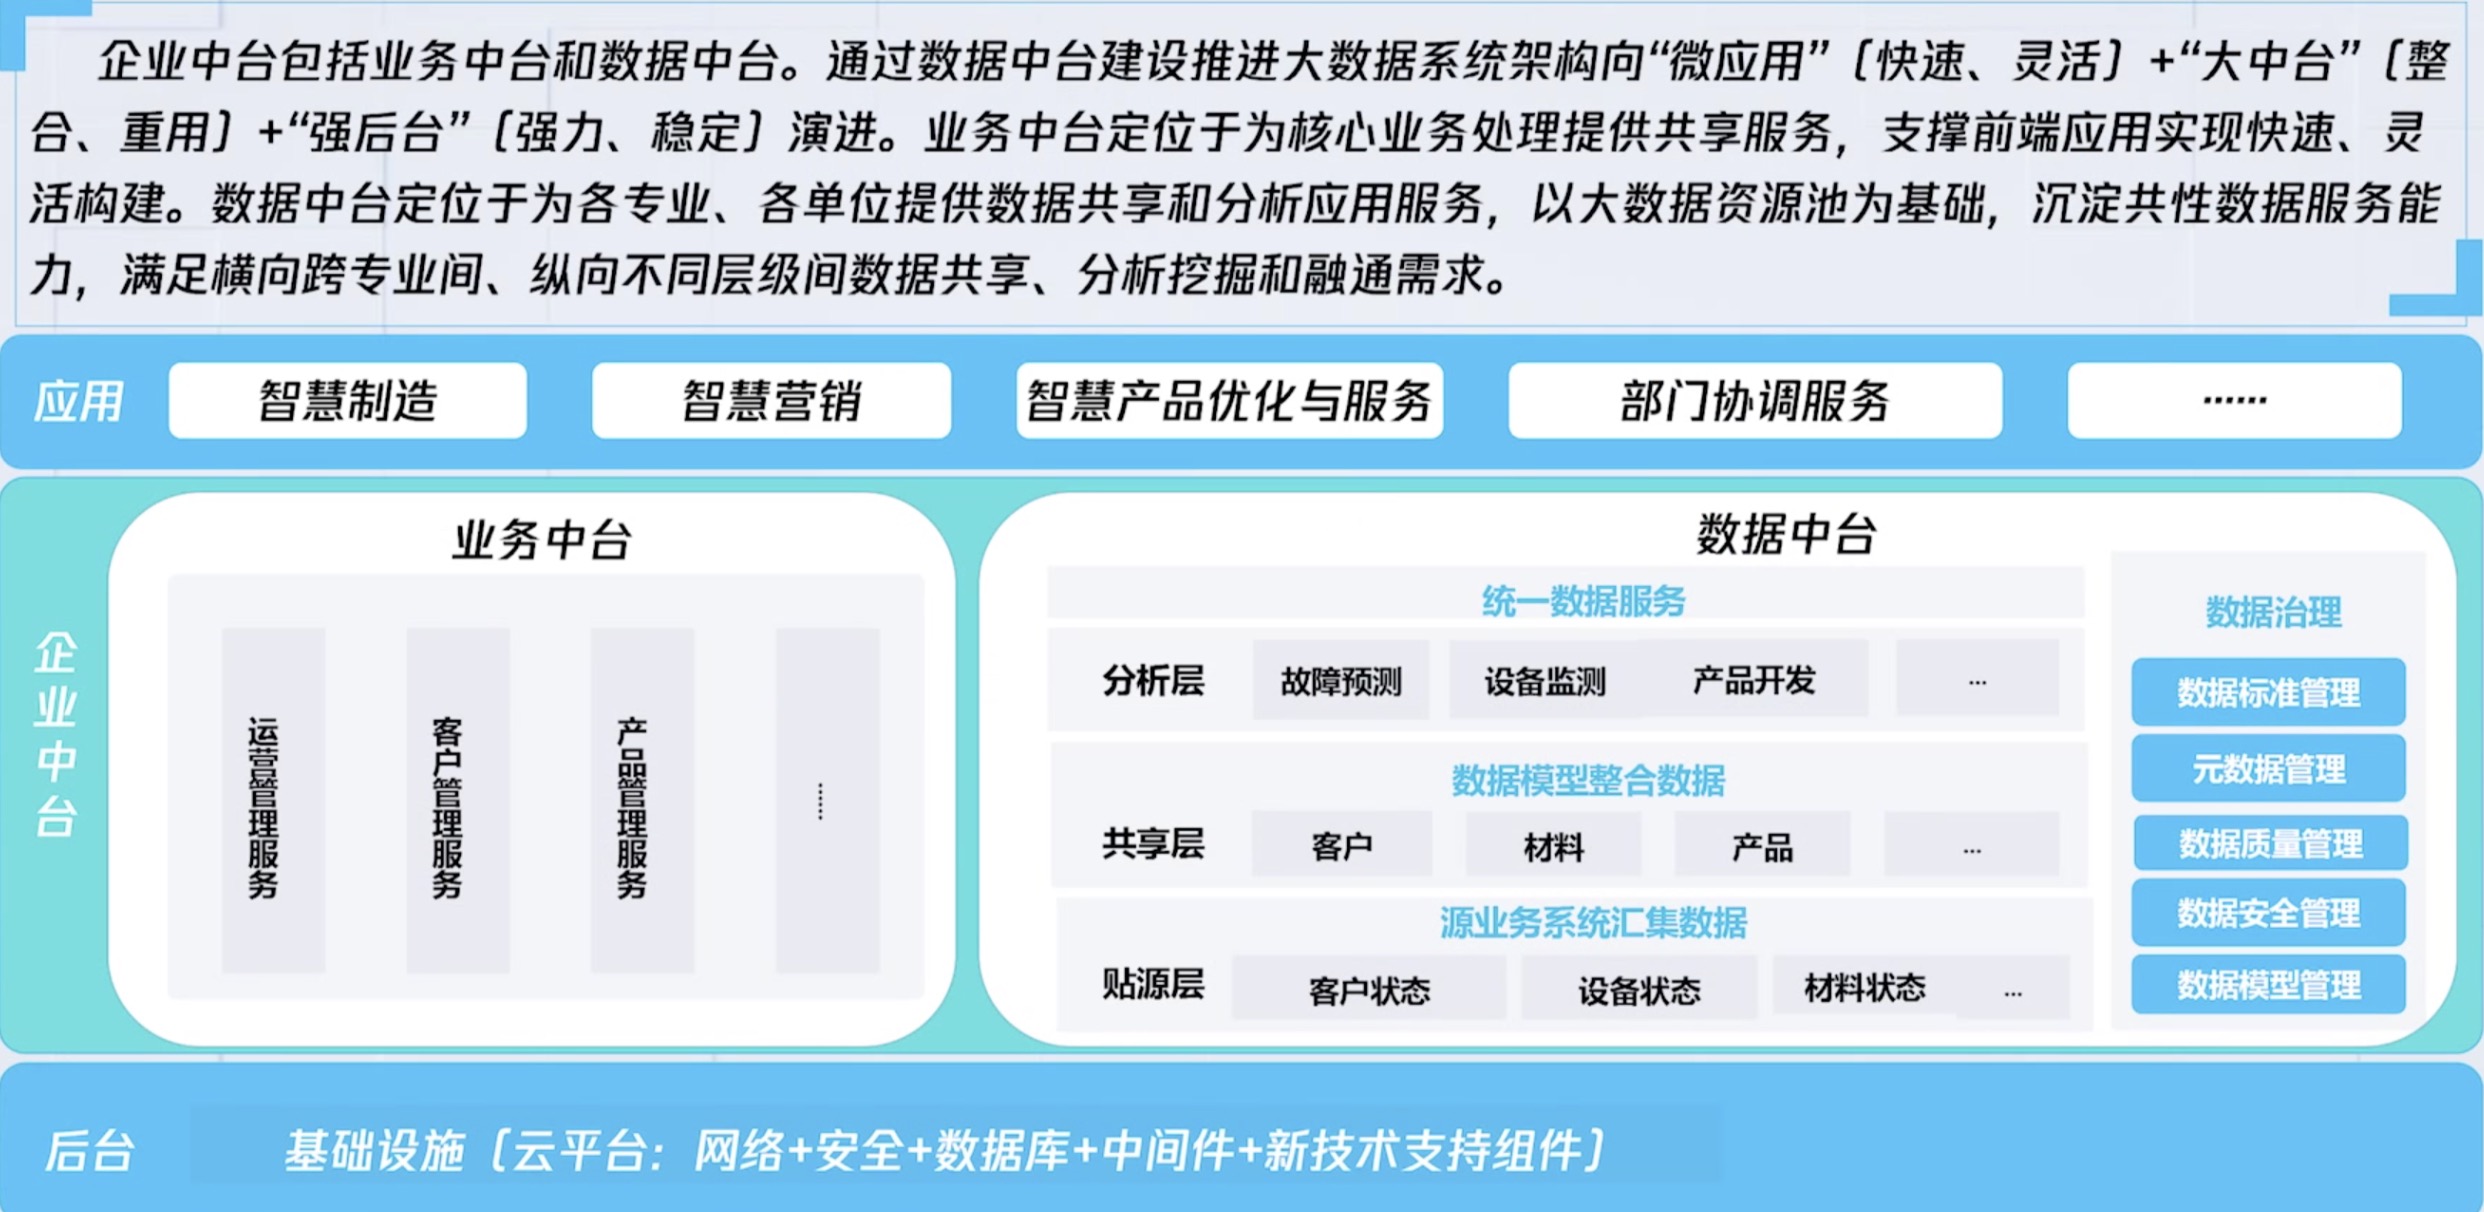 企业中台包括业务中台和数据中台。通过数据中台建设推进大数据系统架构向“微应用”〔快速、灵活〕+“大中台”〔整
合、重用〕+“强后台”〔强力、稳定〕演进。业务中台定位于为核心业务处理提供共享服务，支撑前端应用实现快速、灵
活构建。数据中台定位于为各专业、各单位提供数据共享和分析应用服务，以大数据资源池为基础，沉淀共性数据服务能
力，满足横向跨专业间、纵向不同层级间数据共享、分析挖掘和融通需求。
应用 智慧制造 智慧营销 智慧产品优化与服务 部门协调服务 ……
企业中台
业务中台
运营管理服务
客户管理服务
产品管理服务
……
数据中台
统一数据服务
分析层 故障预测 设备监测 产品开发 ...
数据模型整合数据
共享层 客户 材料 产品 ...
源业务系统汇集数据
贴源层 客户状态 设备状态 材料状态 ...
数据治理
数据标准管理
元数据管理
数据质量管理
数据安全管理
数据模型管理
后台 基础设施〔云平台：网络+安全+数据库+中间件+新技术支持组件〕